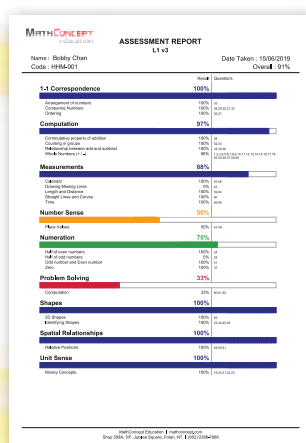 MATHCONCEPT
EDUCATION
ASSESSMENT REPORT
L1 v3
Name : Bobby Chan
Date Taken : 15/06/2019
Code : HHM-001
Overall : 91%
Result Questions
1-1 Correspondence 100%
Arrangement of numbers 100%
Comparing Numbers 100%
Ordering 100%
Computation 97%
Commutative property of addition 100%
Counting in groups 100%
Relationship between add and subtract 100%
Whole Numbers (+ / -) 96%
Measurements 88%
Calendar 100%
Drawing Missing Lines 0%
Length and Distance 100%
Straight Lines and Curves 100%
Time 100%
Number Sense 50%
Place Values 50%
Numeration 75%
Half of even numbers 100%
Half of odd numbers 0%
Odd number and Even number 100%
Zero 100%
Problem Solving 33%
Computation 33%
Shapes 100%
2D Shapes 100%
Identifying Shapes 100%
Spatial Relationships 100%
Relative Positions 100%
Unit Sense 100%
Money Concepts 100%
MathConcept Education | mathconcept.com